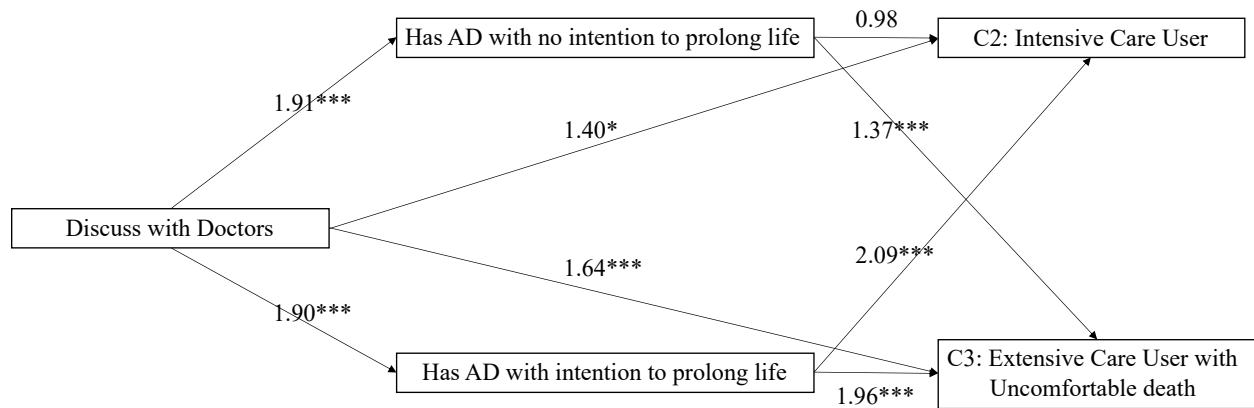 Has AD with no intention to prolong life
0.98
C2: Intensive Care User
1.91***
1.40*
1.37***
Discuss with Doctors
1.64***
2.09***
1.90***
Has AD with intention to prolong life
1.96***
C3: Extensive Care User with
Uncomfortable death